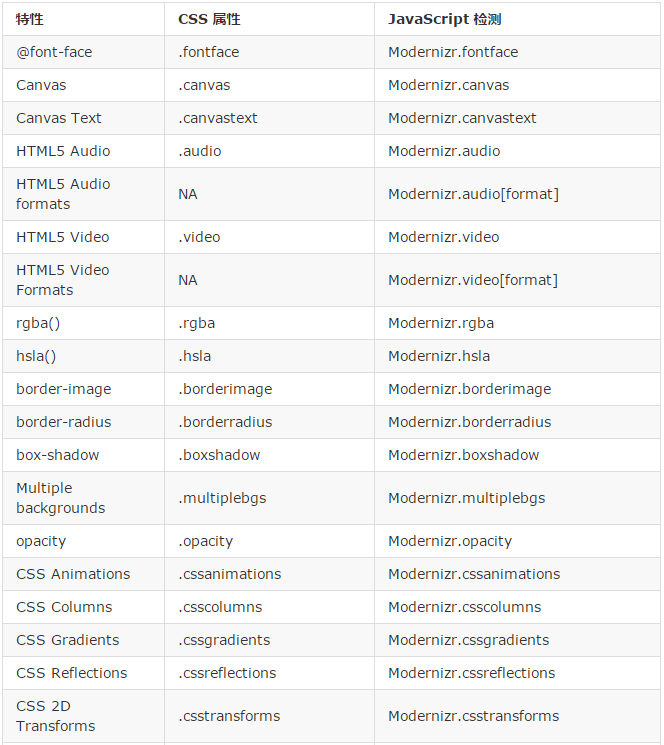 特性 CSS 属性 JavaScript 检测
@font-face .fontface Modernizr.fontface
Canvas .canvas Modernizr.canvas
Canvas Text .canvastext Modernizr.canvastext
HTML5 Audio .audio Modernizr.audio
HTML5 Audio
formats NA Modernizr.audio[format]
HTML5 Video .video Modernizr.video
HTML5 Video
Formats NA Modernizr.video[format]
rgba() .rgba Modernizr.rgba
hsla() .hsla Modernizr.hsla
border-image .borderimage Modernizr.borderimage
border-radius .borderradius Modernizr.borderradius
box-shadow .boxshadow Modernizr.boxshadow
Multiple
backgrounds .multiplebgs Modernizr.multiplebgs
opacity .opacity Modernizr.opacity
CSS Animations .cssanimations Modernizr.cssanimations
CSS Columns .csscolumns Modernizr.csscolumns
CSS Gradients .cssgradients Modernizr.cssgradients
CSS Reflections .cssreflections Modernizr.cssreflections
CSS 2D
Transforms .csstransforms Modernizr.csstransforms